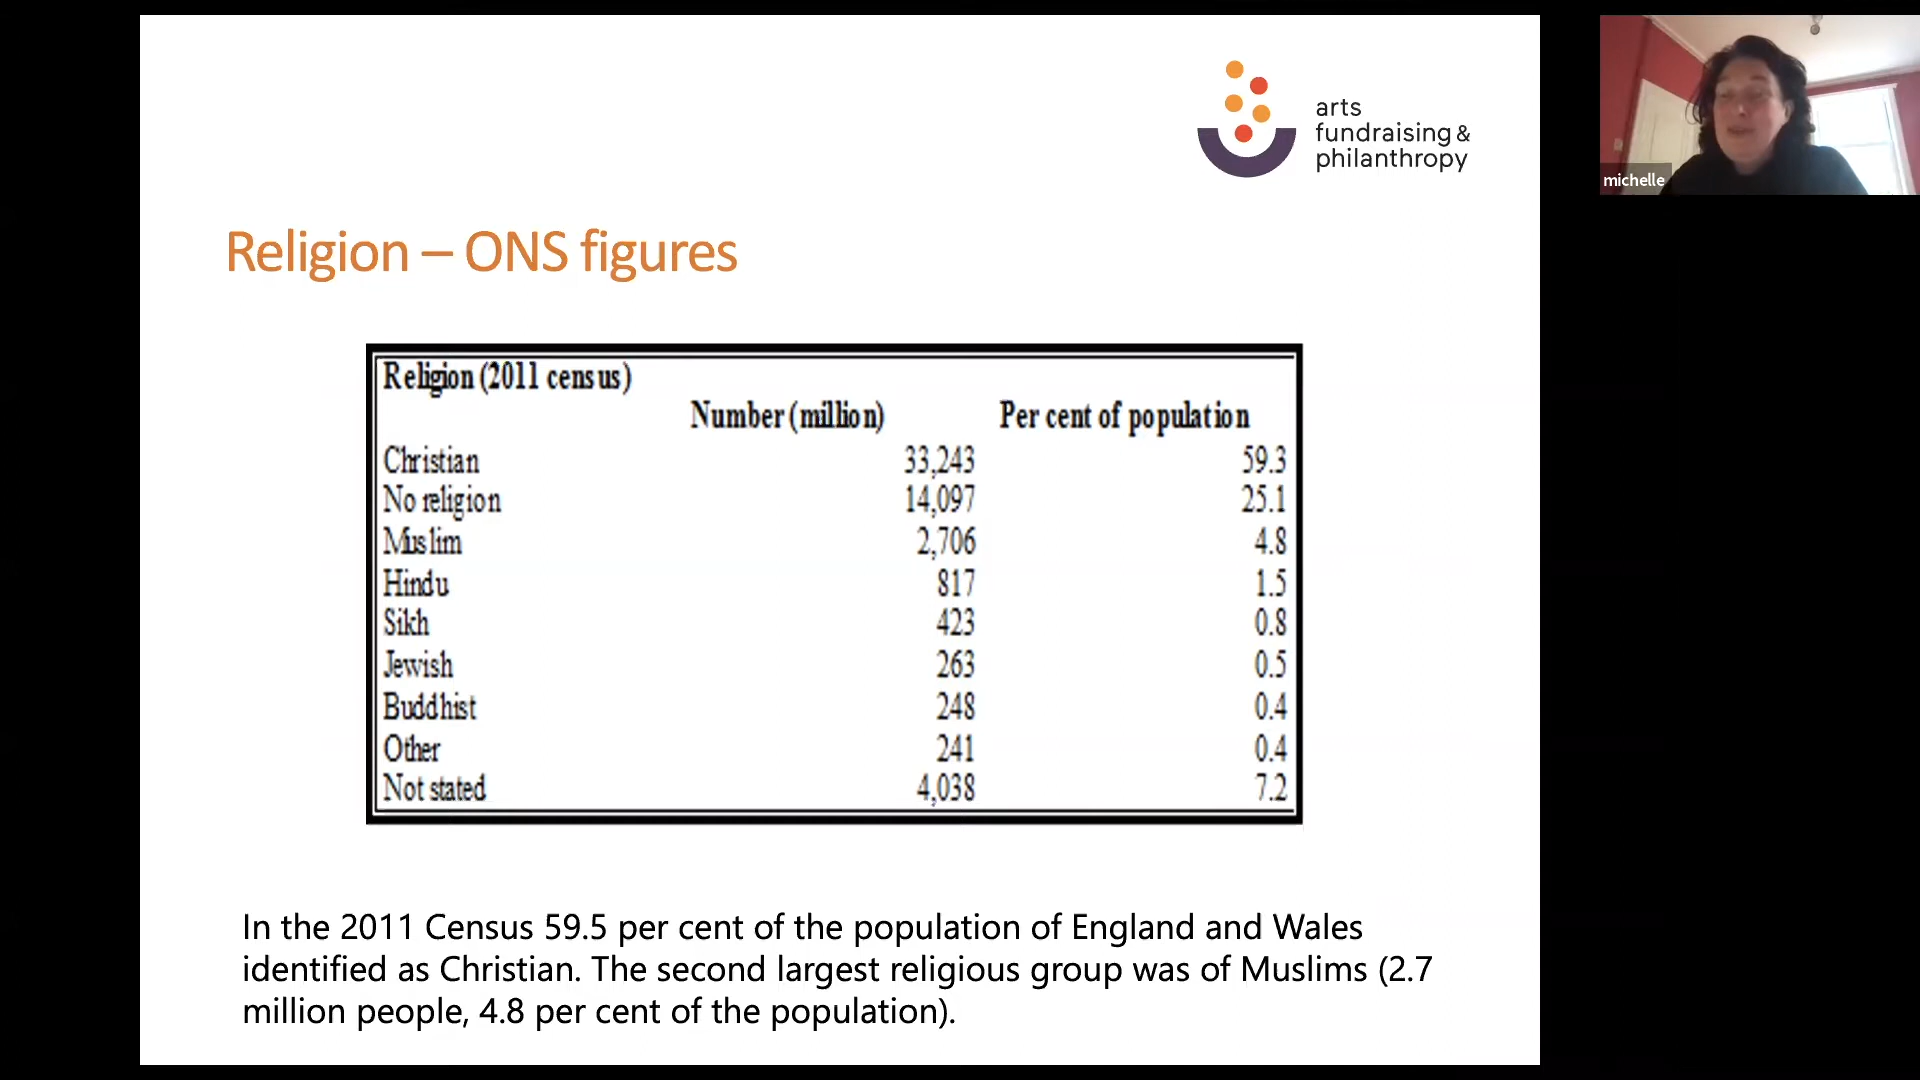 arts
fundraising &
philanthropy
michelle
Religion – ONS figures
Religion (2011 census)
Number (million) Per cent of population
Christian 33,243 59.3
No religion 14,097 25.1
Muslim 2,706 4.8
Hindu 817 1.5
Sikh 423 0.8
Jewish 263 0.5
Buddhist 248 0.4
Other 241 0.4
Not stated 4,038 7.2
In the 2011 Census 59.5 per cent of the population of England and Wales
identified as Christian. The second largest religious group was of Muslims (2.7
million people, 4.8 per cent of the population).